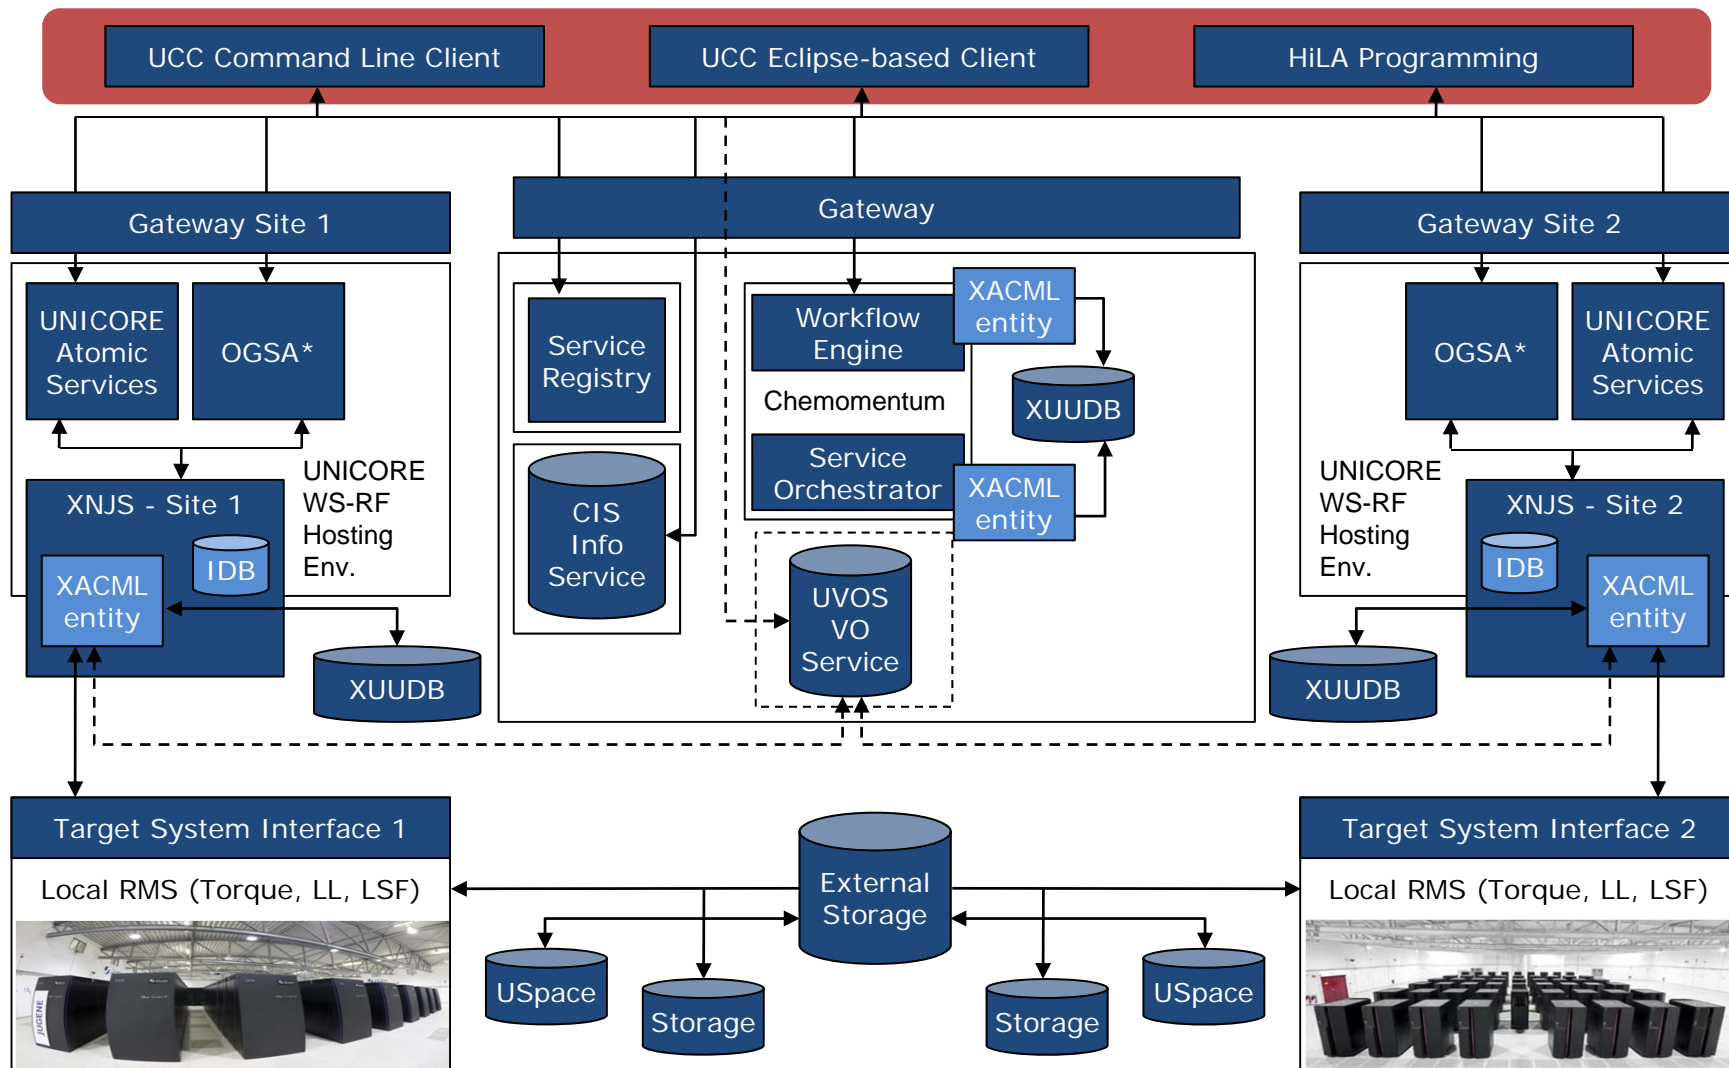 UCC Command Line Client
UCC Eclipse-based Client
HiLA Programming
Gateway Site 1
Gateway
Gateway Site 2
UNICORE
Atomic
Services
OGSA*
Service
Registry
Workflow
Engine
XACML
entity
Chemomentum
XUUDB
Service
Orchestrator
XACML
entity
OGSA*
UNICORE
Atomic
Services
XNJS - Site 1
IDB
XACML
entity
UNICORE
WS-RF
Hosting
Env.
XUUDB
CIS
Info
Service
UVOS
VO
Service
UNICORE
WS-RF
Hosting
Env.
XNJS - Site 2
IDB
XACML
entity
XUUDB
Target System Interface 1
Local RMS (Torque, LL, LSF)
JUGENE
External
Storage
USpace
Storage
Storage
USpace
Target System Interface 2
Local RMS (Torque, LL, LSF)